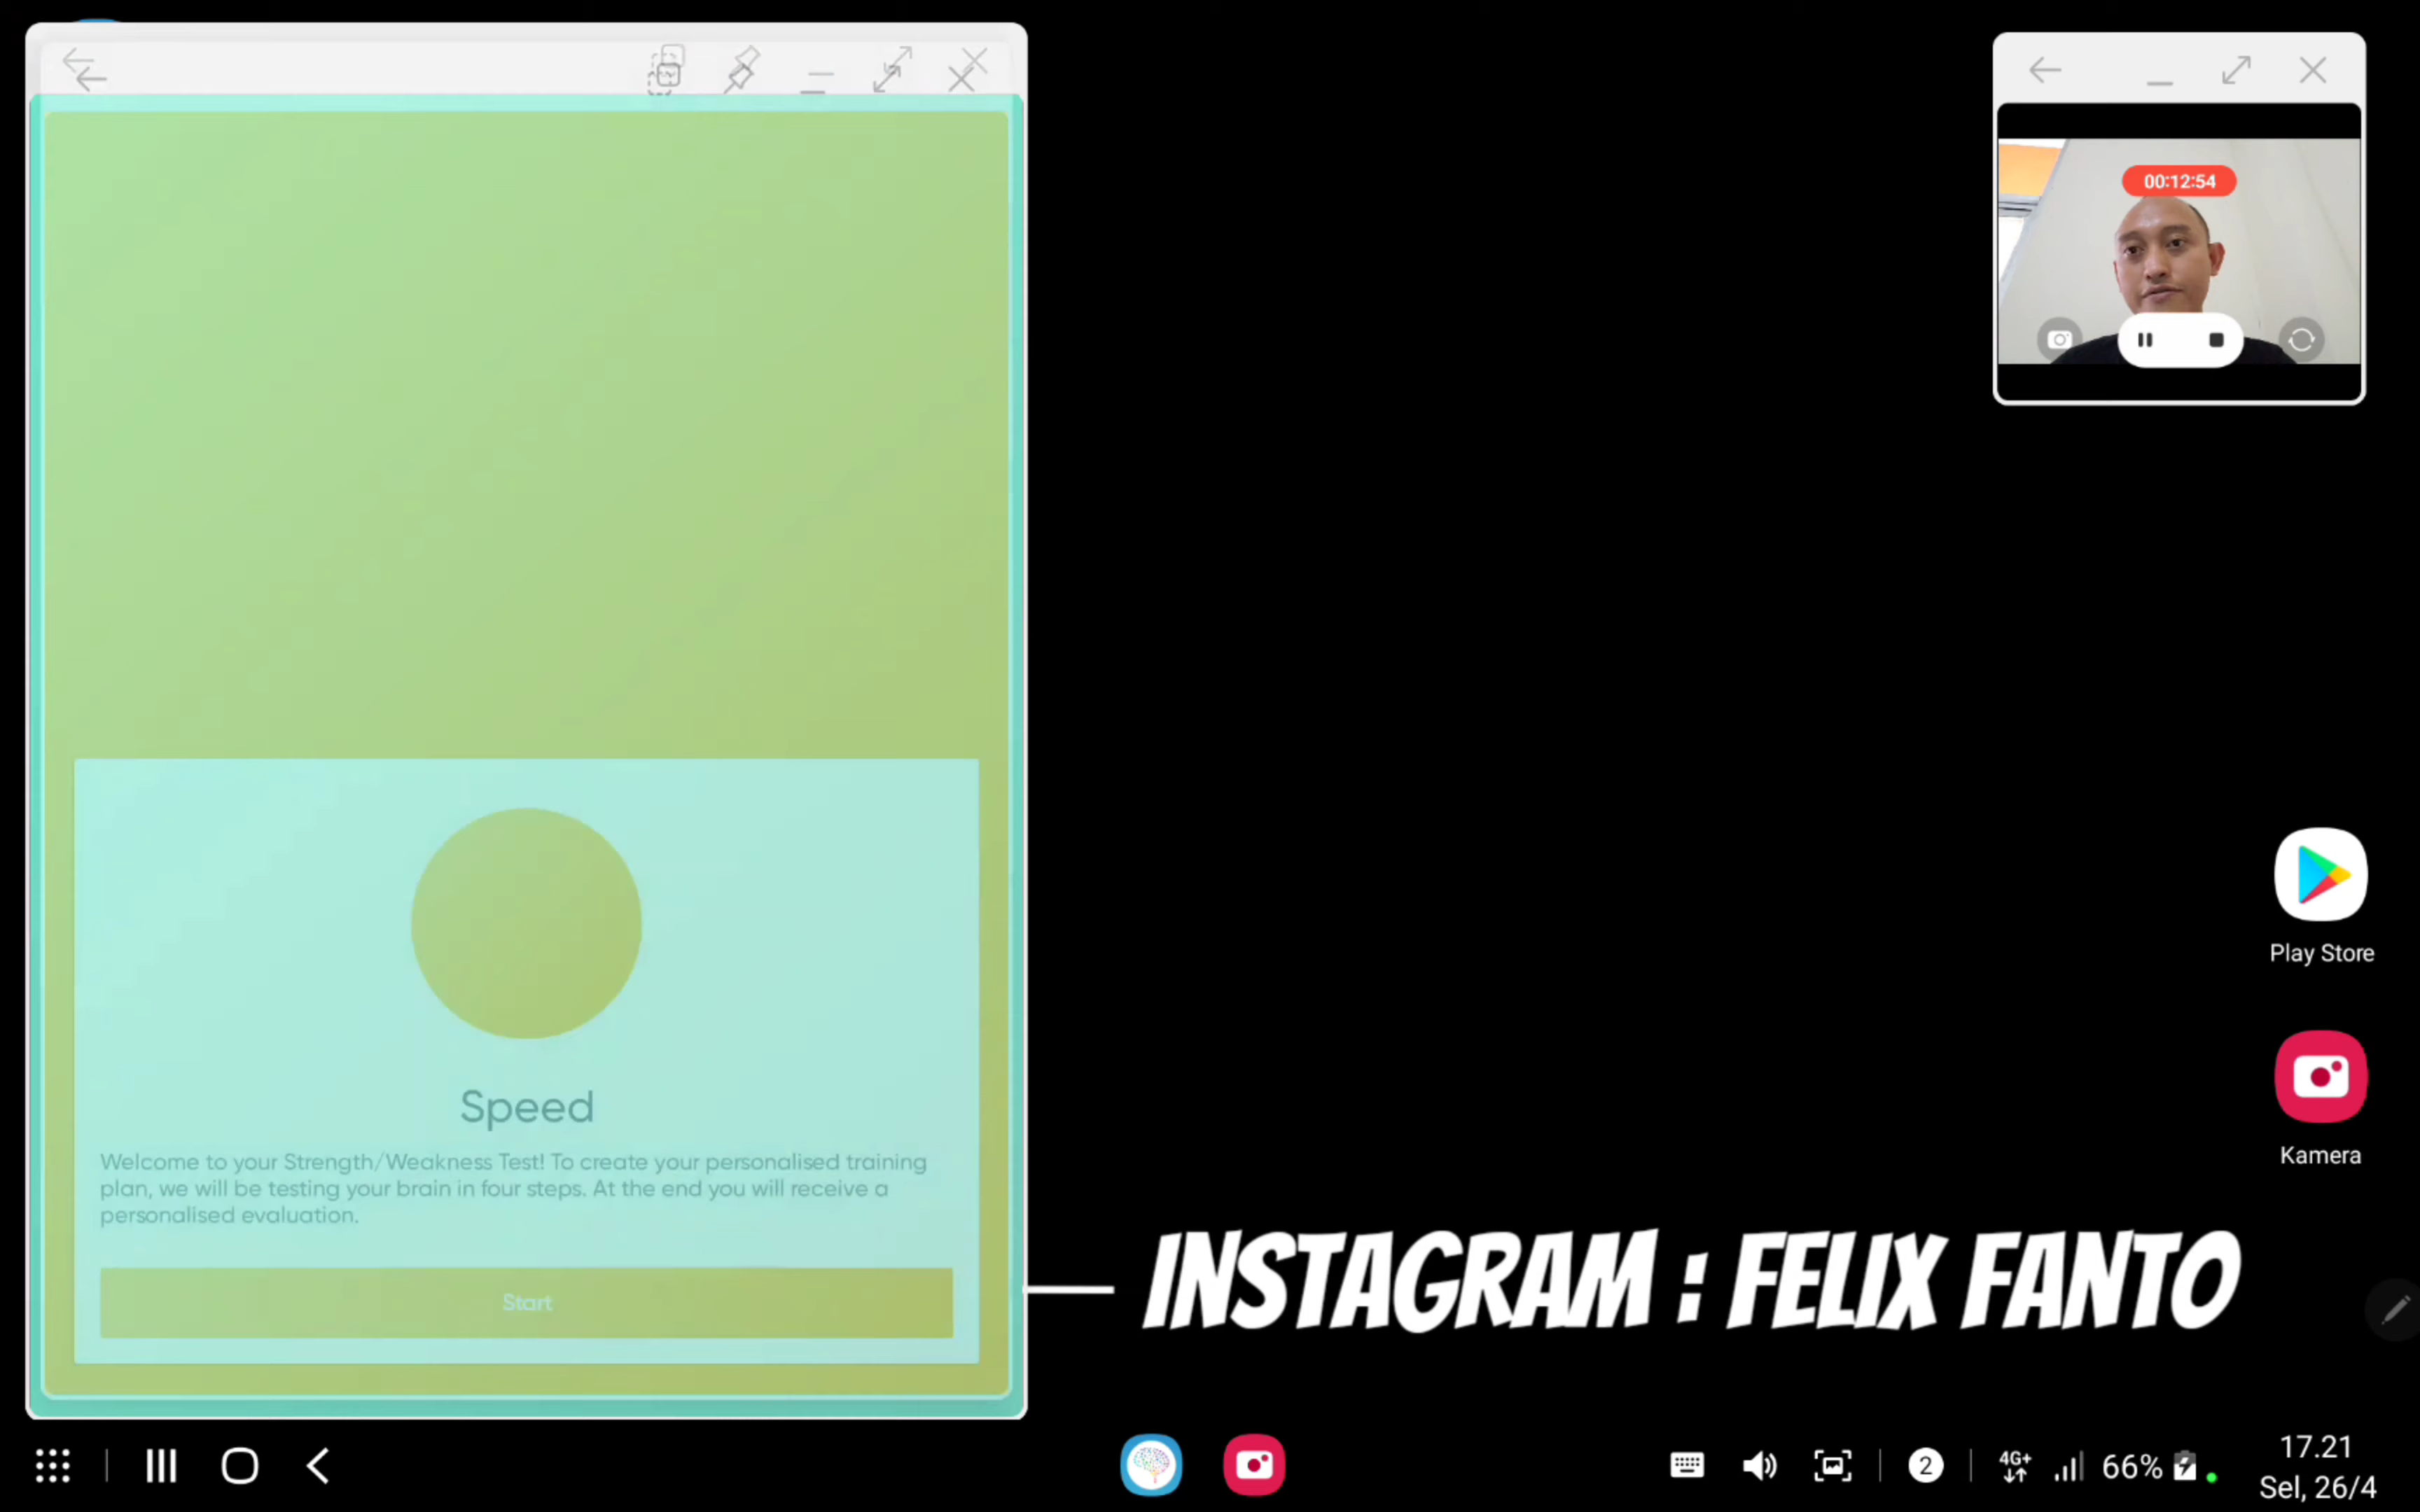 00:12:54
Speed
Welcome to your Strength/Weakness Test! To create your personalised training
plan, we will be testing your brain in four steps. At the end you will receive a
personalised evaluation.
Start
Play Store
Kamera
INSTAGRAM : FELIX FANTO
2
4G+
66%
17.21
Sel, 26/4